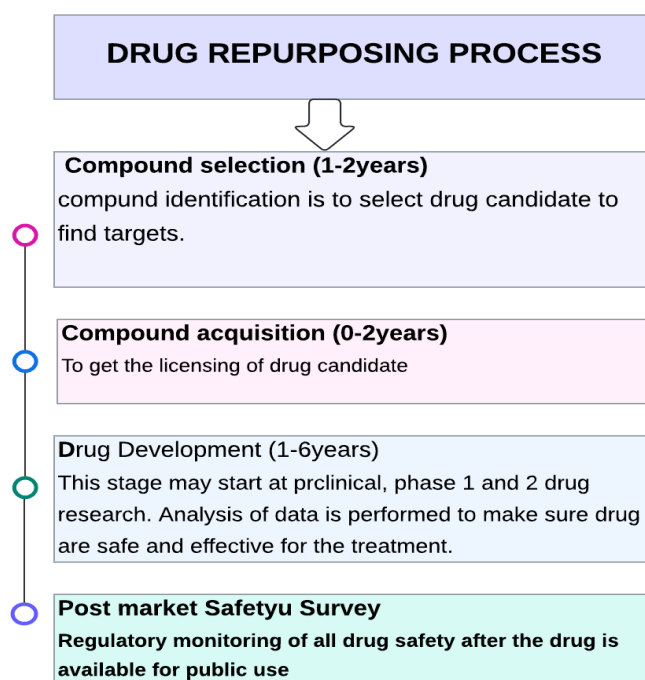 DRUG REPURPOSING PROCESS
Compound selection (1-2years)
compund identification is to select drug candidate to
find targets.
Compound acquisition (0-2years)
To get the licensing of drug candidate
Drug Development (1-6years)
This stage may start at prclinical, phase 1 and 2 drug
research. Analysis of data is performed to make sure drug
are safe and effective for the treatment.
Post market Safetyu Survey
Regulatory monitoring of all drug safety after the drug is
available for public use